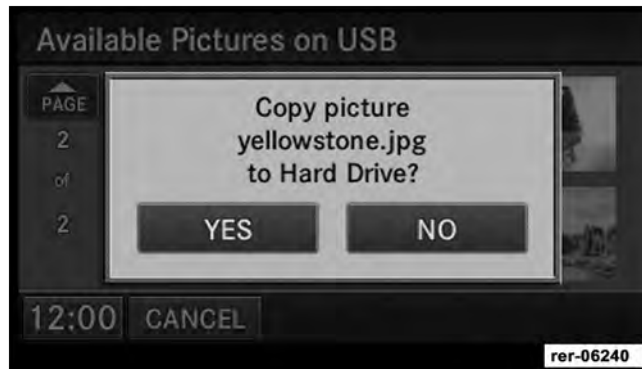 Available Pictures on USB
PAGE
2
of
2
Copy picture
yellowstone.jpg
to Hard Drive?
YES NO
12:00 CANCEL
rer-06240